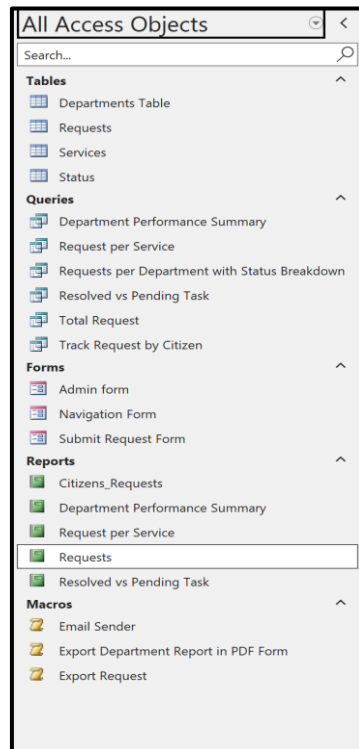 All Access Objects
Search...
Tables
Departments Table
Requests
Services
Status
Queries
Department Performance Summary
Request per Service
Requests per Department with Status Breakdown
Resolved vs Pending Task
Total Request
Track Request by Citizen
Forms
Admin form
Navigation Form
Submit Request Form
Reports
Citizens_Requests
Department Performance Summary
Request per Service
Requests
Resolved vs Pending Task
Macros
Email Sender
Export Department Report in PDF Form
Export Request